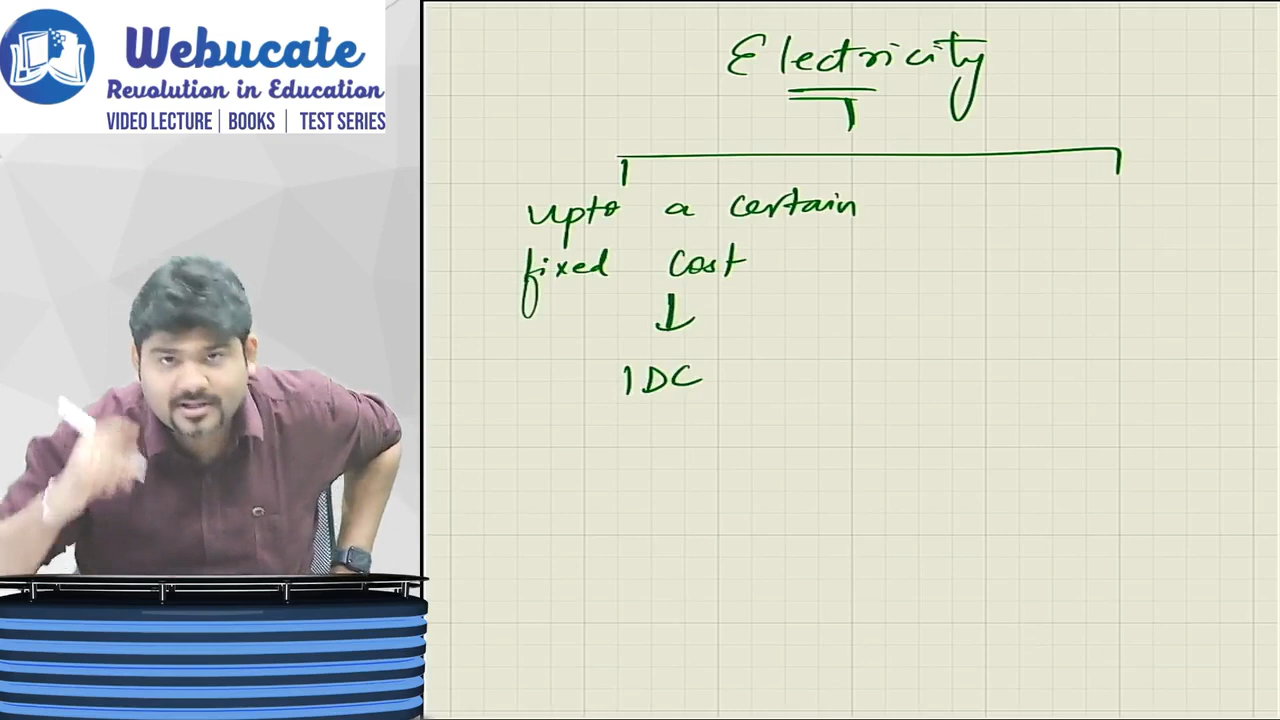 Webucate
Revolution in Education
VIDEO LECTURE | BOOKS | TEST SERIES
Electricity
upto a certain
fixed cost
IDC